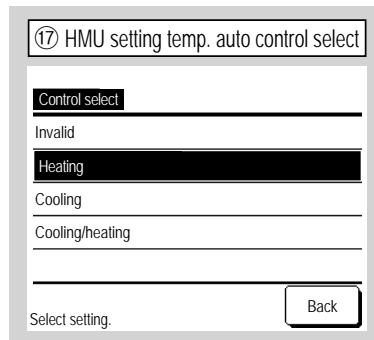 ⑰ HMU setting temp. auto control select
Control select
Invalid
Heating
Cooling
Cooling/heating
Back
Select setting.